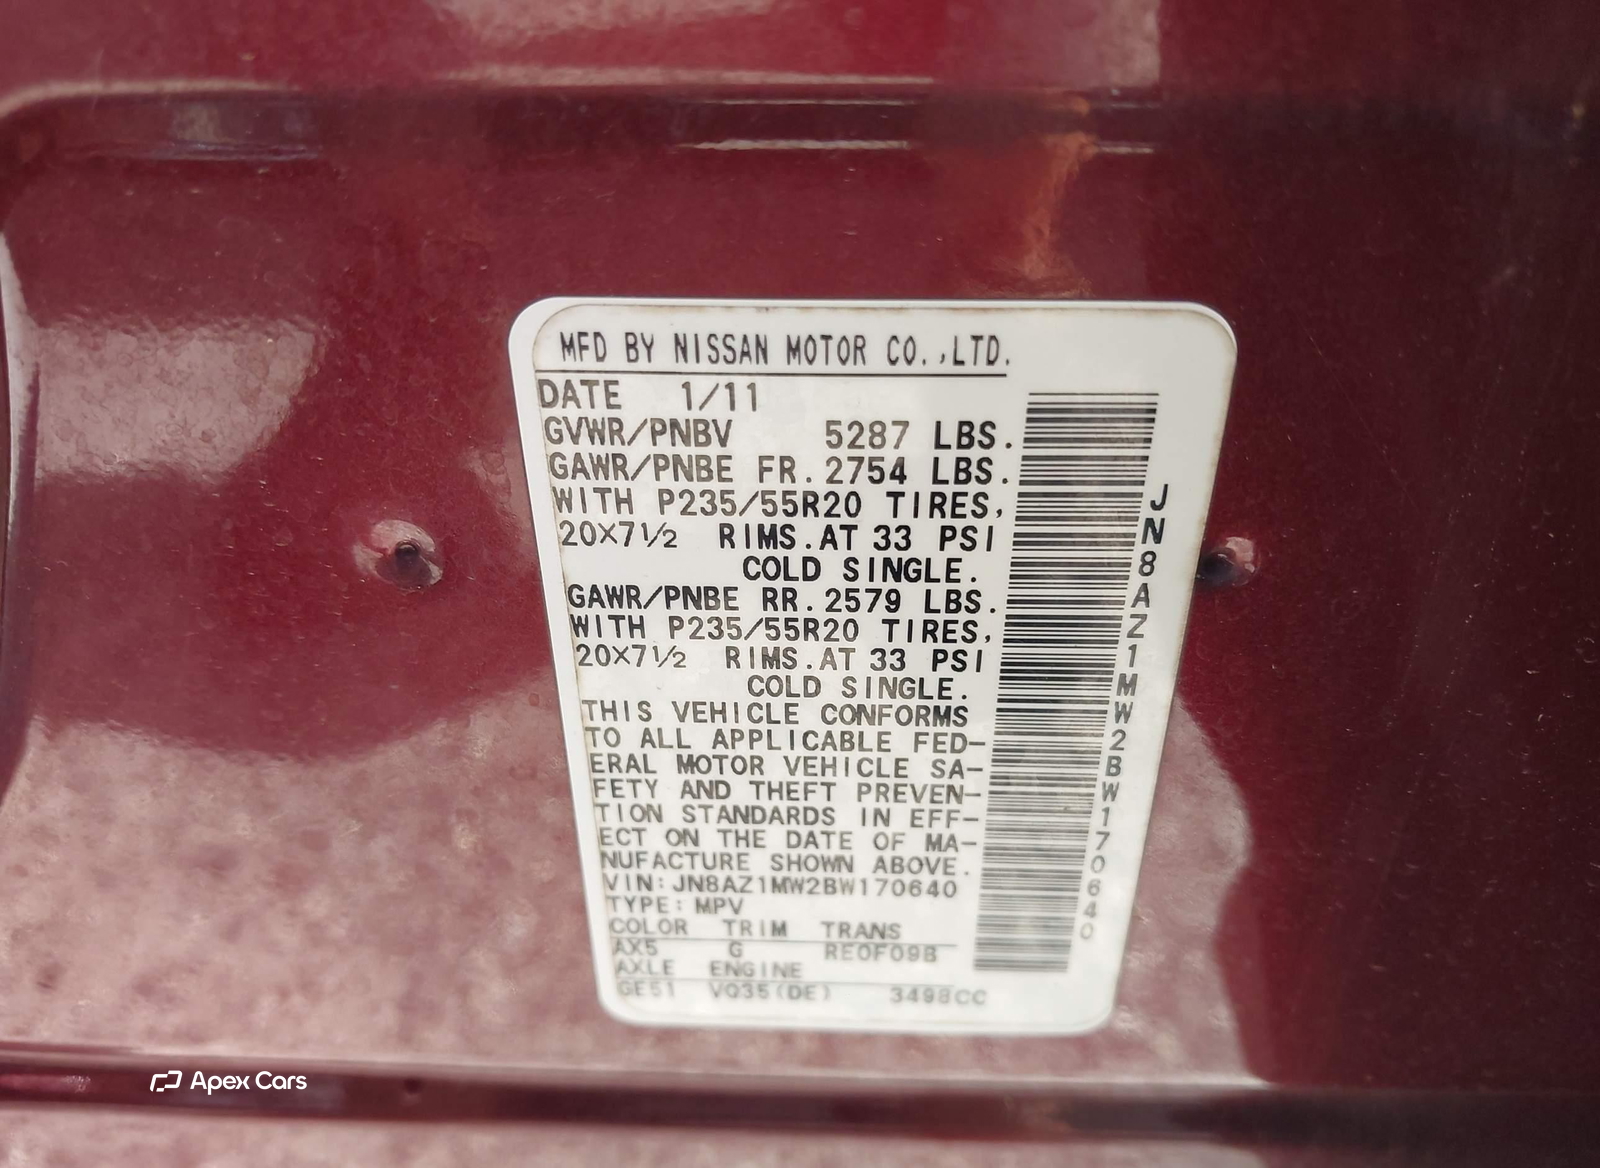 MFD BY NISSAN MOTOR CO.,LTD.
DATE 1/11
GVWR/PNBV 5287 LBS.
GAWR/PNBE FR.2754 LBS.
WITH P235/55R20 TIRES,
20X7½ RIMS.AT 33 PSI
COLD SINGLE.
GAWR/PNBE RR.2579 LBS.
WITH P235/55R20 TIRES,
20X7½ RIMS.AT 33 PSI
COLD SINGLE.
THIS VEHICLE CONFORMS
TO ALL APPLICABLE FED-
ERAL MOTOR VEHICLE SA-
FETY AND THEFT PREVEN-
TION STANDARDS IN EFF-
ECT ON THE DATE OF MA-
NUFACTURE SHOWN ABOVE.
VIN:JN8AZ1MW2BW170640
TYPE:MPV
COLOR TRIM TRANS
AX5 G RE0F09B
AXLE ENGINE
GE51 VQ35(DE) 3498CC
JN8AZ1MW2BW170640
Apex Cars